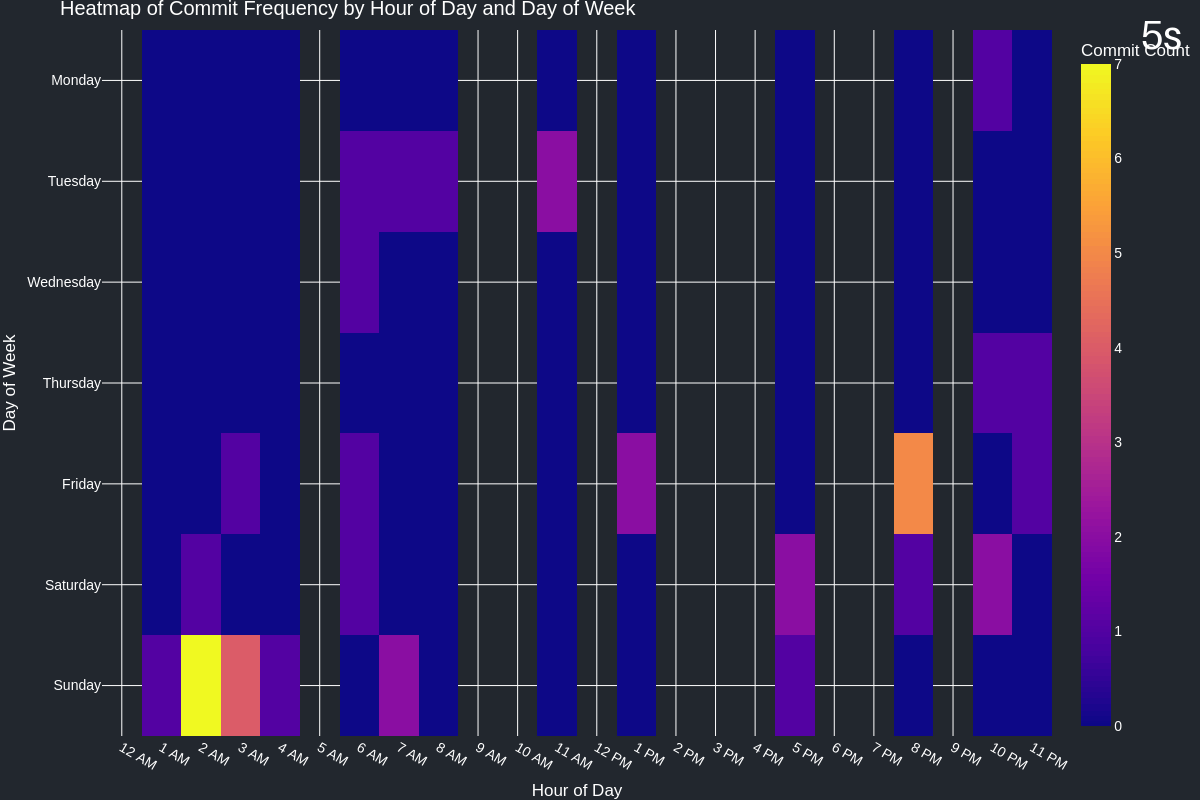 Heatmap of Commit Frequency by Hour of Day and Day of Week
5s
Commit Count
7
6
5
4
3
2
1
0
Monday
Tuesday
Wednesday
Thursday
Friday
Saturday
Sunday
Day of Week
12 AM
1 AM
2 AM
3 AM
4 AM
5 AM
6 AM
7 AM
8 AM
9 AM
10 AM
11 AM
12 PM
1 PM
2 PM
3 PM
4 PM
5 PM
6 PM
7 PM
8 PM
9 PM
10 PM
11 PM
Hour of Day